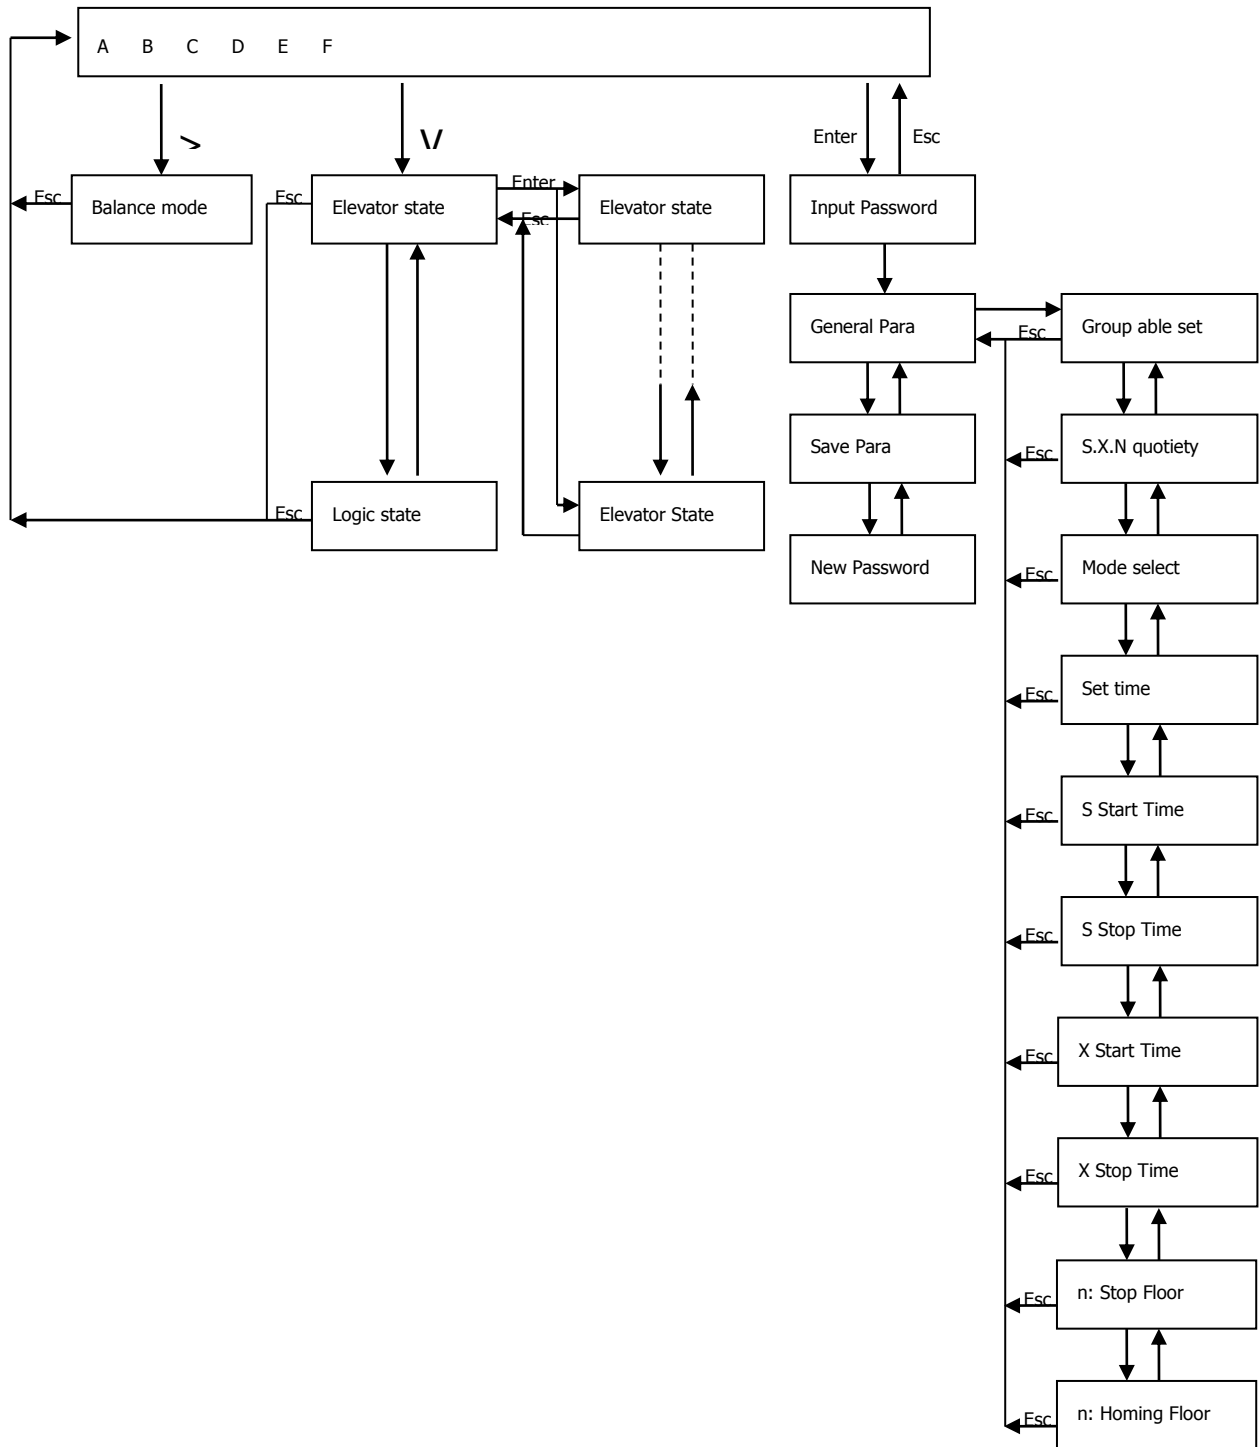 A B C D E F
>
\/
Enter
Esc
Esc
Balance mode
Esc
Elevator state
Enter
Esc
Elevator state
Input Password
General Para
Esc
Group able set
Save Para
Esc
S.X.N quotiety
Esc
Logic state
Elevator State
New Password
Esc
Mode select
Esc
Set time
Esc
S Start Time
Esc
S Stop Time
Esc
X Start Time
Esc
X Stop Time
Esc
n: Stop Floor
Esc
n: Homing Floor